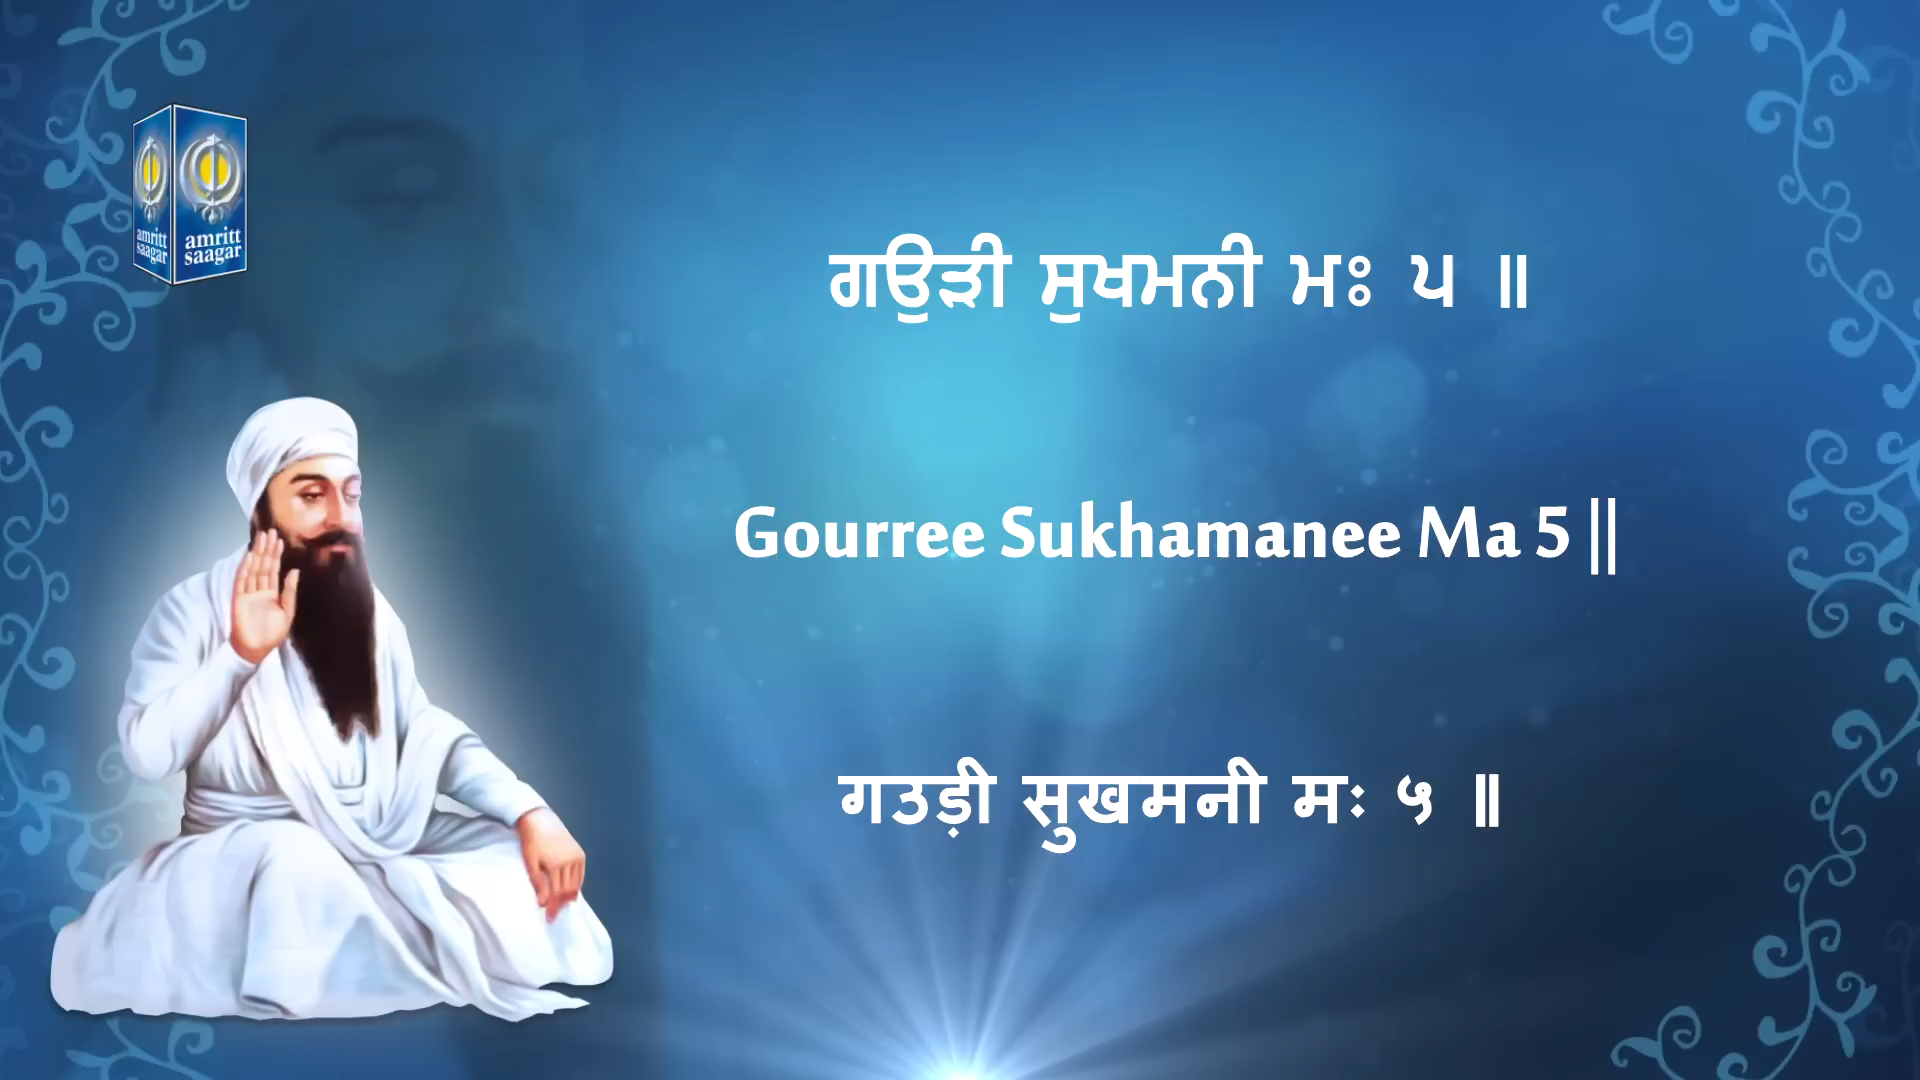 amritt
saagar
amritt
saagar
ਗਉੜੀ ਸੁਖਮਨੀ ਮਃ ੫ ॥
Gourree Sukhamanee Ma 5 ||
गउड़ी सुखमनी मः ५ ॥